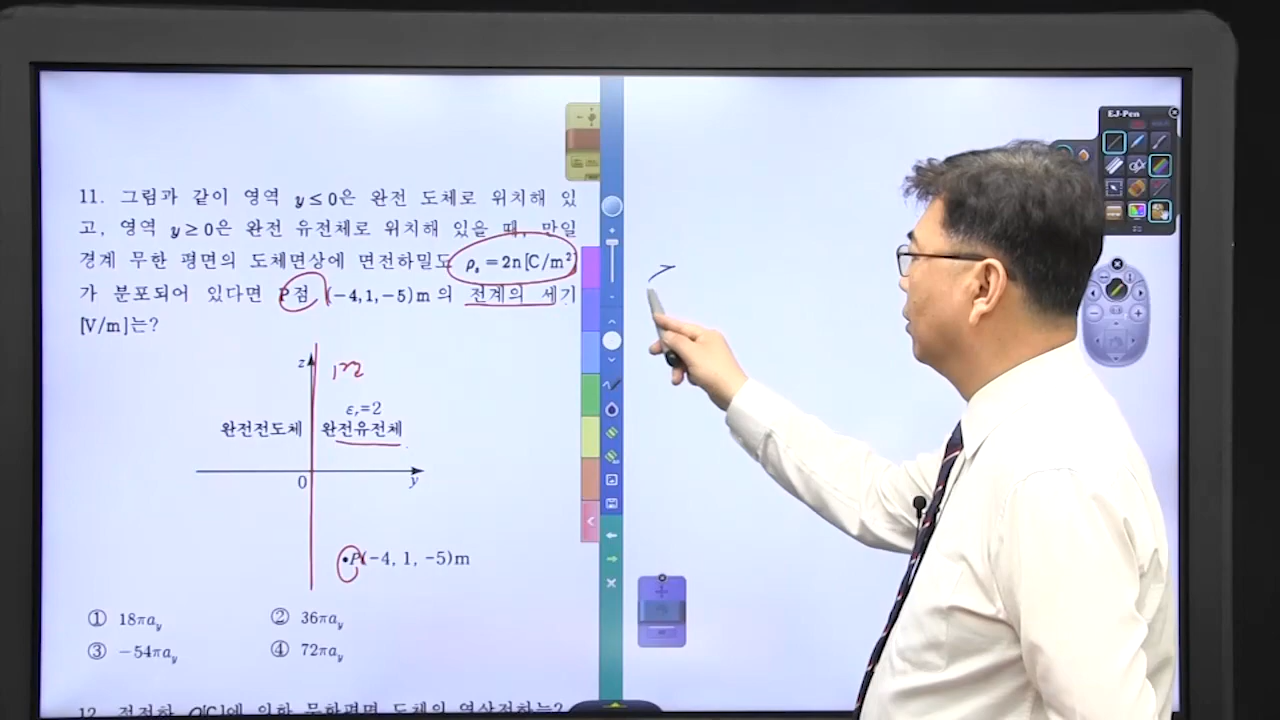 EJ-Pen
11. 그림과 같이 영역 y≤0은 완전 도체로 위치해 있
고, 영역 y≥0은 완전 유전체로 위치해 있을 때, 만일
경계 무한 평면의 도체면상에 면전하밀도 ρₛ=2n[C/m²]
가 분포되어 있다면 P점 (−4, 1, −5)m의 전계의 세기
[V/m]는?
z
εᵣ=2
완전전도체 완전유전체
0 y
P(−4, 1, −5)m
① 18πa_y ② 36πa_y
③ −54πa_y ④ 72πa_y